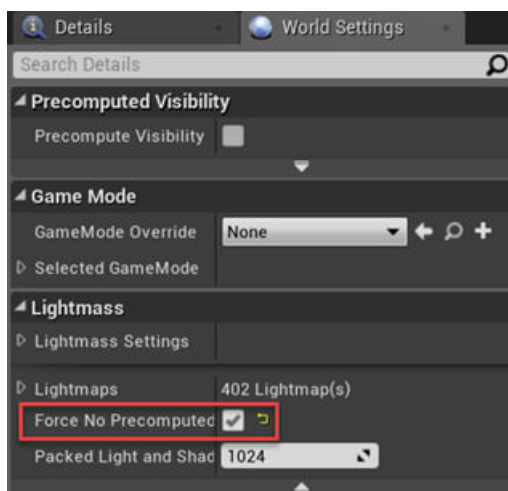 Details
World Settings
Search Details
Precomputed Visibility
Precompute Visibility
Game Mode
GameMode Override None
Selected GameMode
Lightmass
Lightmass Settings
Lightmaps 402 Lightmap(s)
Force No Precomputed
Packed Light and Shad 1024